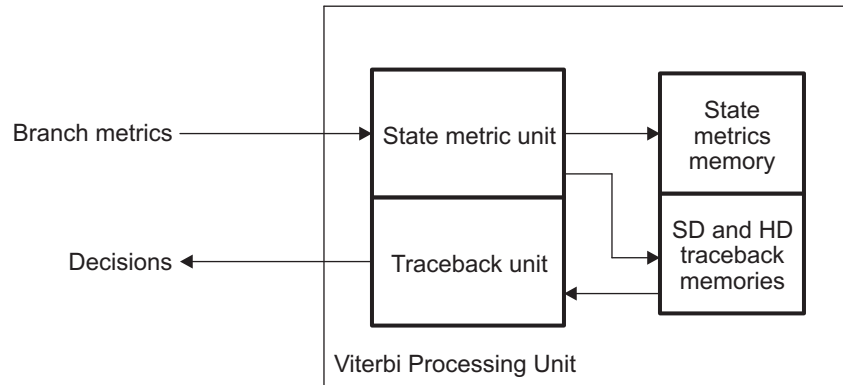 Branch metrics
State metric unit
State
metrics
memory
Decisions
Traceback unit
SD and HD
traceback
memories
Viterbi Processing Unit